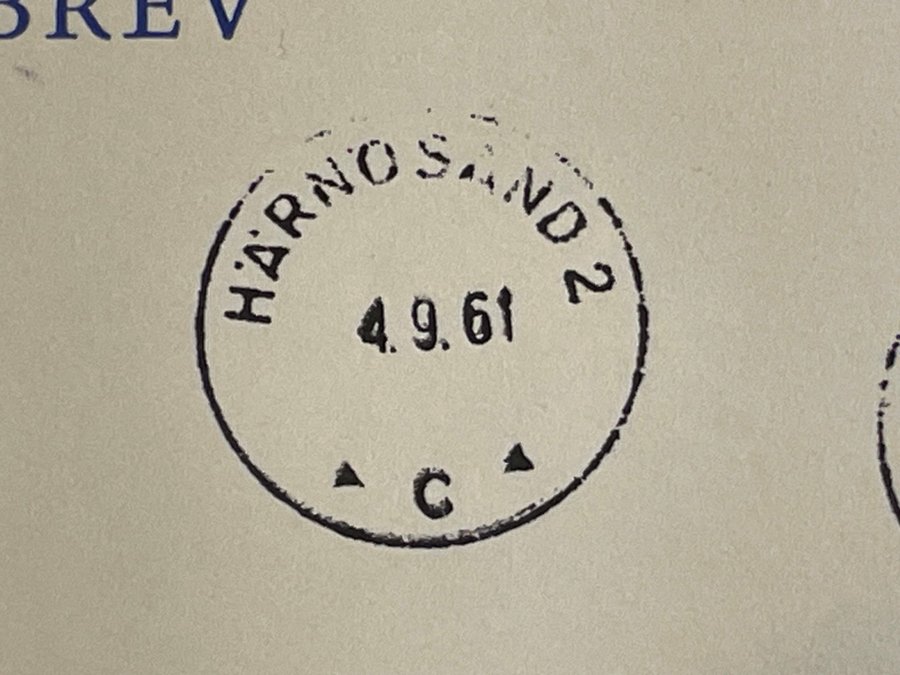 BREV
HÄRNÖSAND 2
4.9.61
C